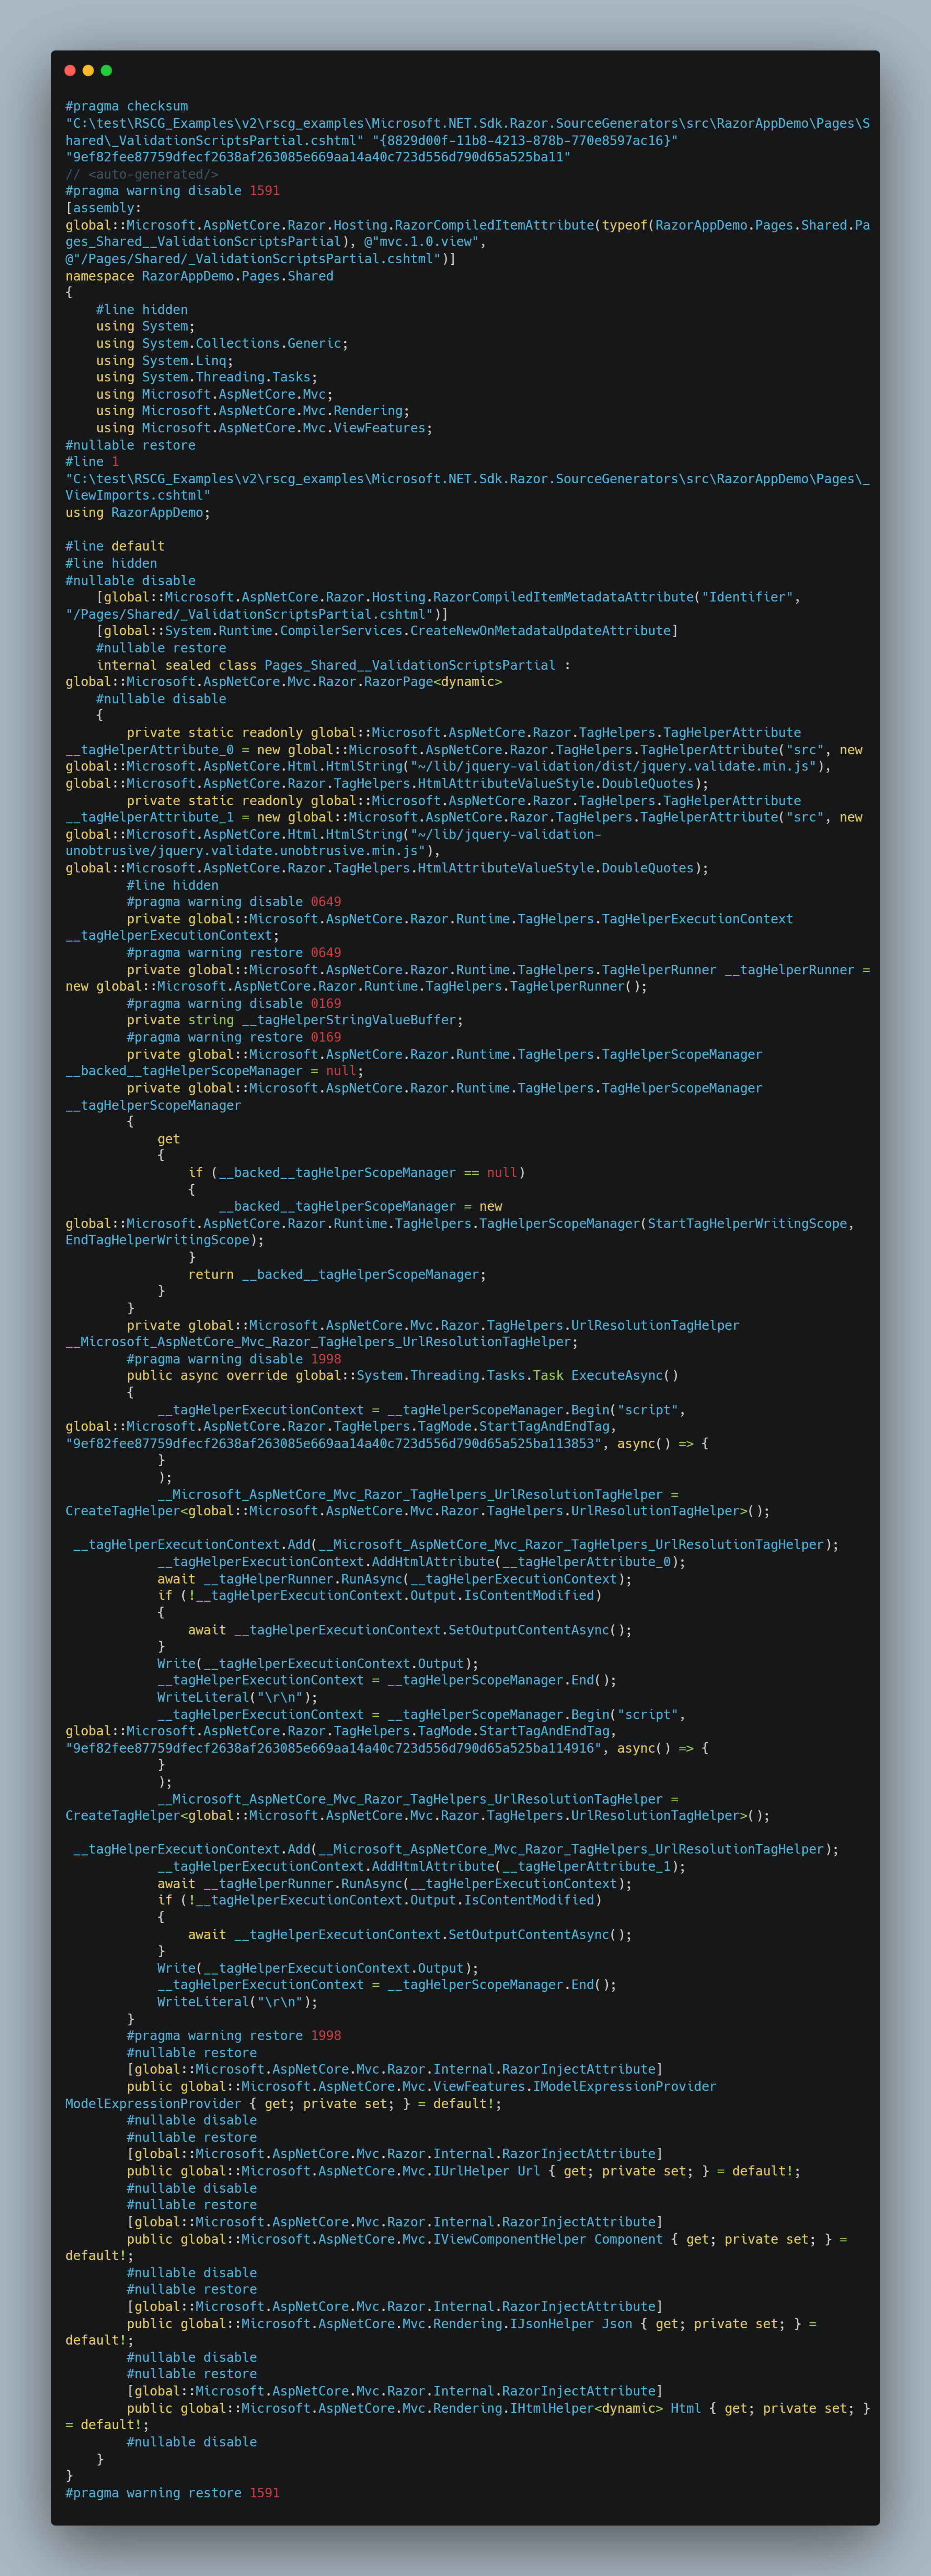 #pragma checksum
"C:\test\RSCG_Examples\v2\rscg_examples\Microsoft.NET.Sdk.Razor.SourceGenerators\src\RazorAppDemo\Pages\S
hared\_ValidationScriptsPartial.cshtml" "{8829d00f-11b8-4213-878b-770e8597ac16}"
"9ef82fee87759dfecf2638af263085e669aa14a40c723d556d790d65a525ba11"
// <auto-generated/>
#pragma warning disable 1591
[assembly:
global::Microsoft.AspNetCore.Razor.Hosting.RazorCompiledItemAttribute(typeof(RazorAppDemo.Pages.Shared.Pa
ges_Shared__ValidationScriptsPartial), @"mvc.1.0.view",
@"/Pages/Shared/_ValidationScriptsPartial.cshtml")]
namespace RazorAppDemo.Pages.Shared
{
    #line hidden
    using System;
    using System.Collections.Generic;
    using System.Linq;
    using System.Threading.Tasks;
    using Microsoft.AspNetCore.Mvc;
    using Microsoft.AspNetCore.Mvc.Rendering;
    using Microsoft.AspNetCore.Mvc.ViewFeatures;
#nullable restore
#line 1
"C:\test\RSCG_Examples\v2\rscg_examples\Microsoft.NET.Sdk.Razor.SourceGenerators\src\RazorAppDemo\Pages\_
ViewImports.cshtml"
using RazorAppDemo;

#line default
#line hidden
#nullable disable
    [global::Microsoft.AspNetCore.Razor.Hosting.RazorCompiledItemMetadataAttribute("Identifier",
"/Pages/Shared/_ValidationScriptsPartial.cshtml")]
    [global::System.Runtime.CompilerServices.CreateNewOnMetadataUpdateAttribute]
    #nullable restore
    internal sealed class Pages_Shared__ValidationScriptsPartial :
global::Microsoft.AspNetCore.Mvc.Razor.RazorPage<dynamic>
    #nullable disable
    {
        private static readonly global::Microsoft.AspNetCore.Razor.TagHelpers.TagHelperAttribute
__tagHelperAttribute_0 = new global::Microsoft.AspNetCore.Razor.TagHelpers.TagHelperAttribute("src", new
global::Microsoft.AspNetCore.Html.HtmlString("~/lib/jquery-validation/dist/jquery.validate.min.js"),
global::Microsoft.AspNetCore.Razor.TagHelpers.HtmlAttributeValueStyle.DoubleQuotes);
        private static readonly global::Microsoft.AspNetCore.Razor.TagHelpers.TagHelperAttribute
__tagHelperAttribute_1 = new global::Microsoft.AspNetCore.Razor.TagHelpers.TagHelperAttribute("src", new
global::Microsoft.AspNetCore.Html.HtmlString("~/lib/jquery-validation-
unobtrusive/jquery.validate.unobtrusive.min.js"),
global::Microsoft.AspNetCore.Razor.TagHelpers.HtmlAttributeValueStyle.DoubleQuotes);
        #line hidden
        #pragma warning disable 0649
        private global::Microsoft.AspNetCore.Razor.Runtime.TagHelpers.TagHelperExecutionContext
__tagHelperExecutionContext;
        #pragma warning restore 0649
        private global::Microsoft.AspNetCore.Razor.Runtime.TagHelpers.TagHelperRunner __tagHelperRunner =
new global::Microsoft.AspNetCore.Razor.Runtime.TagHelpers.TagHelperRunner();
        #pragma warning disable 0169
        private string __tagHelperStringValueBuffer;
        #pragma warning restore 0169
        private global::Microsoft.AspNetCore.Razor.Runtime.TagHelpers.TagHelperScopeManager
__backed__tagHelperScopeManager = null;
        private global::Microsoft.AspNetCore.Razor.Runtime.TagHelpers.TagHelperScopeManager
__tagHelperScopeManager
        {
            get
            {
                if (__backed__tagHelperScopeManager == null)
                {
                    __backed__tagHelperScopeManager = new
global::Microsoft.AspNetCore.Razor.Runtime.TagHelpers.TagHelperScopeManager(StartTagHelperWritingScope,
EndTagHelperWritingScope);
                }
                return __backed__tagHelperScopeManager;
            }
        }
        private global::Microsoft.AspNetCore.Mvc.Razor.TagHelpers.UrlResolutionTagHelper
__Microsoft_AspNetCore_Mvc_Razor_TagHelpers_UrlResolutionTagHelper;
        #pragma warning disable 1998
        public async override global::System.Threading.Tasks.Task ExecuteAsync()
        {
            __tagHelperExecutionContext = __tagHelperScopeManager.Begin("script",
global::Microsoft.AspNetCore.Razor.TagHelpers.TagMode.StartTagAndEndTag,
"9ef82fee87759dfecf2638af263085e669aa14a40c723d556d790d65a525ba113853", async() => {
            }
            );
            __Microsoft_AspNetCore_Mvc_Razor_TagHelpers_UrlResolutionTagHelper =
CreateTagHelper<global::Microsoft.AspNetCore.Mvc.Razor.TagHelpers.UrlResolutionTagHelper>();

 __tagHelperExecutionContext.Add(__Microsoft_AspNetCore_Mvc_Razor_TagHelpers_UrlResolutionTagHelper);
            __tagHelperExecutionContext.AddHtmlAttribute(__tagHelperAttribute_0);
            await __tagHelperRunner.RunAsync(__tagHelperExecutionContext);
            if (!__tagHelperExecutionContext.Output.IsContentModified)
            {
                await __tagHelperExecutionContext.SetOutputContentAsync();
            }
            Write(__tagHelperExecutionContext.Output);
            __tagHelperExecutionContext = __tagHelperScopeManager.End();
            WriteLiteral("\r\n");
            __tagHelperExecutionContext = __tagHelperScopeManager.Begin("script",
global::Microsoft.AspNetCore.Razor.TagHelpers.TagMode.StartTagAndEndTag,
"9ef82fee87759dfecf2638af263085e669aa14a40c723d556d790d65a525ba114916", async() => {
            }
            );
            __Microsoft_AspNetCore_Mvc_Razor_TagHelpers_UrlResolutionTagHelper =
CreateTagHelper<global::Microsoft.AspNetCore.Mvc.Razor.TagHelpers.UrlResolutionTagHelper>();

 __tagHelperExecutionContext.Add(__Microsoft_AspNetCore_Mvc_Razor_TagHelpers_UrlResolutionTagHelper);
            __tagHelperExecutionContext.AddHtmlAttribute(__tagHelperAttribute_1);
            await __tagHelperRunner.RunAsync(__tagHelperExecutionContext);
            if (!__tagHelperExecutionContext.Output.IsContentModified)
            {
                await __tagHelperExecutionContext.SetOutputContentAsync();
            }
            Write(__tagHelperExecutionContext.Output);
            __tagHelperExecutionContext = __tagHelperScopeManager.End();
            WriteLiteral("\r\n");
        }
        #pragma warning restore 1998
        #nullable restore
        [global::Microsoft.AspNetCore.Mvc.Razor.Internal.RazorInjectAttribute]
        public global::Microsoft.AspNetCore.Mvc.ViewFeatures.IModelExpressionProvider
ModelExpressionProvider { get; private set; } = default!;
        #nullable disable
        #nullable restore
        [global::Microsoft.AspNetCore.Mvc.Razor.Internal.RazorInjectAttribute]
        public global::Microsoft.AspNetCore.Mvc.IUrlHelper Url { get; private set; } = default!;
        #nullable disable
        #nullable restore
        [global::Microsoft.AspNetCore.Mvc.Razor.Internal.RazorInjectAttribute]
        public global::Microsoft.AspNetCore.Mvc.IViewComponentHelper Component { get; private set; } =
default!;
        #nullable disable
        #nullable restore
        [global::Microsoft.AspNetCore.Mvc.Razor.Internal.RazorInjectAttribute]
        public global::Microsoft.AspNetCore.Mvc.Rendering.IJsonHelper Json { get; private set; } =
default!;
        #nullable disable
        #nullable restore
        [global::Microsoft.AspNetCore.Mvc.Razor.Internal.RazorInjectAttribute]
        public global::Microsoft.AspNetCore.Mvc.Rendering.IHtmlHelper<dynamic> Html { get; private set; }
= default!;
        #nullable disable
    }
}
#pragma warning restore 1591